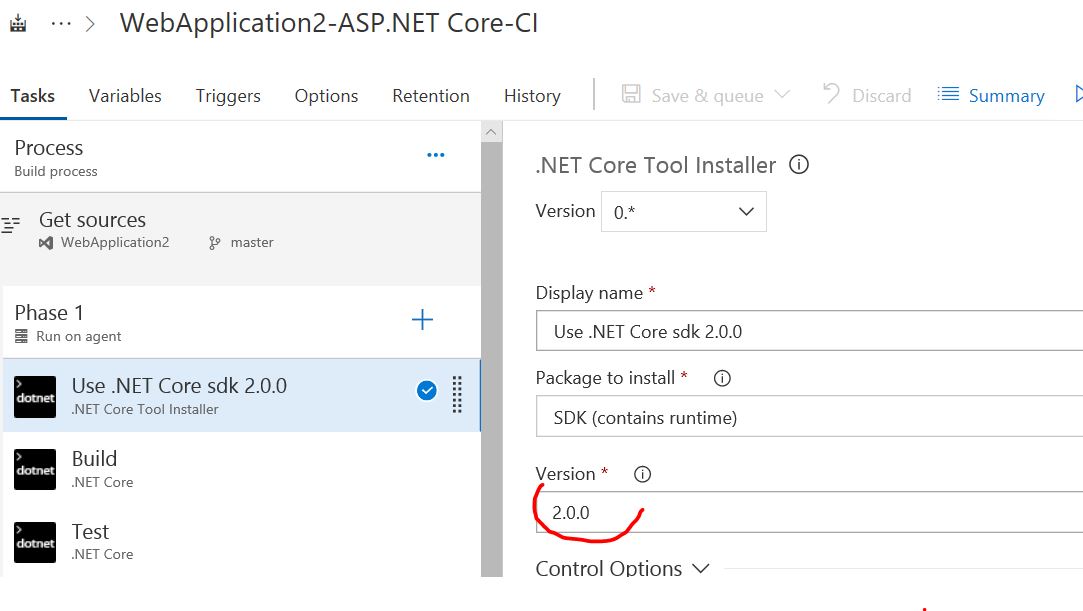 ··· > WebApplication2-ASP.NET Core-CI
Tasks Variables Triggers Options Retention History Save & queue Discard Summary
Process
Build process
Get sources
WebApplication2 master
Phase 1
Run on agent
dotnet Use .NET Core sdk 2.0.0
.NET Core Tool Installer
dotnet Build
.NET Core
dotnet Test
.NET Core
.NET Core Tool Installer
Version 0.*
Display name *
Use .NET Core sdk 2.0.0
Package to install *
SDK (contains runtime)
Version *
2.0.0
Control Options